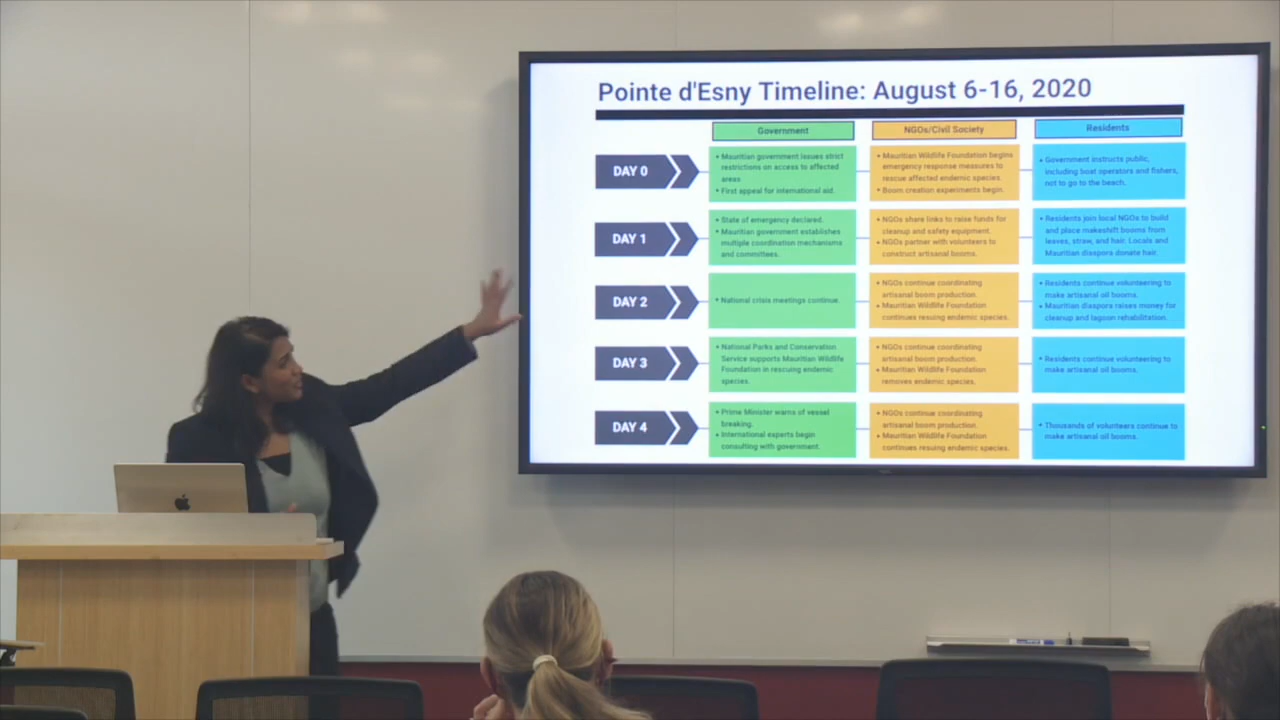 Pointe d'Esny Timeline: August 6-16, 2020
Government
NGOs/Civil Society
Residents
DAY 0
• Mauritian government issues strict
restrictions on access to affected
areas
• First appeal for international aid.
• Mauritian Wildlife Foundation begins
emergency response measures to
rescue affected endemic species.
• Boom creation experiments begin.
• Government instructs public,
including boat operators and fishers,
not to go to the beach.
DAY 1
• State of emergency declared.
• Mauritian government establishes
multiple coordination mechanisms
and committees.
• NGOs share links to raise funds for
cleanup and safety equipment.
• NGOs partner with volunteers to
construct artisanal booms.
• Residents join local NGOs to build
and place makeshift booms from
leaves, straw, and hair. Locals and
Mauritian diaspora donate hair.
DAY 2
• National crisis meetings continue.
• NGOs continue coordinating
artisanal boom production.
• Mauritian Wildlife Foundation
continues resuing endemic species.
• Residents continue volunteering to
make artisanal oil booms.
• Mauritian diaspora raises money for
cleanup and lagoon rehabilitation.
DAY 3
• National Parks and Conservation
Service supports Mauritian Wildlife
Foundation in rescuing endemic
species.
• NGOs continue coordinating
artisanal boom production.
• Mauritian Wildlife Foundation
removes endemic species.
• Residents continue volunteering to
make artisanal oil booms.
DAY 4
• Prime Minister warns of vessel
breaking.
• International experts begin
consulting with government.
• NGOs continue coordinating
artisanal boom production.
• Mauritian Wildlife Foundation
continues resuing endemic species.
• Thousands of volunteers continue to
make artisanal oil booms.